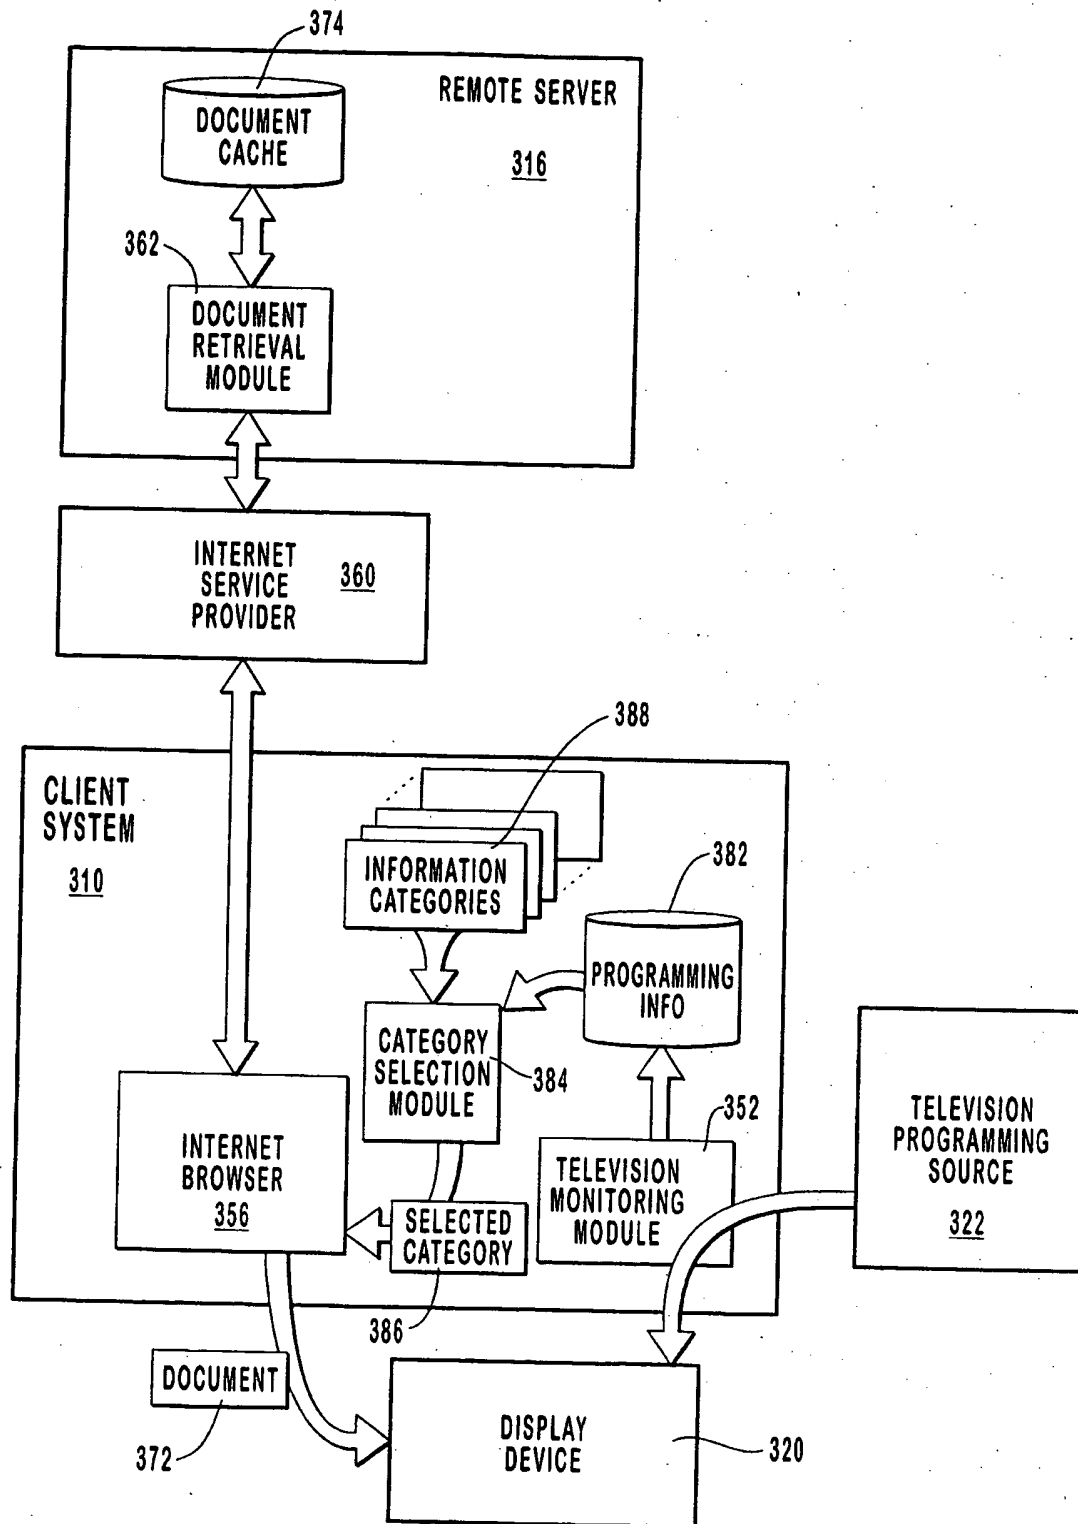 374
REMOTE SERVER
DOCUMENT
CACHE
316
362
DOCUMENT
RETRIEVAL
MODULE
INTERNET
SERVICE
PROVIDER
360
388
CLIENT
SYSTEM
310
INFORMATION
CATEGORIES
382
PROGRAMMING
INFO
CATEGORY
SELECTION
MODULE
384
352
TELEVISION
PROGRAMMING
SOURCE
322
INTERNET
BROWSER
356
TELEVISION
MONITORING
MODULE
SELECTED
CATEGORY
386
DOCUMENT
372
DISPLAY
DEVICE
320